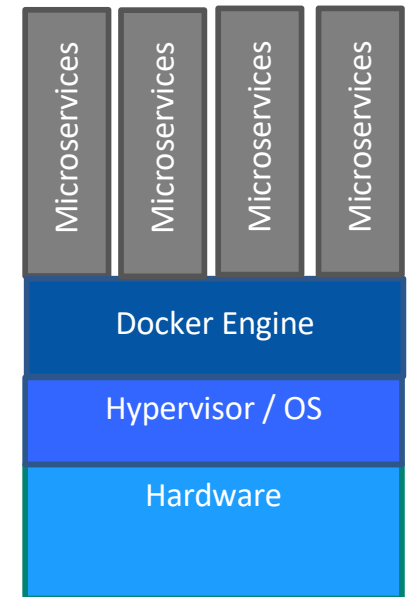 Microservices
Microservices
Microservices
Microservices
Docker Engine
Hypervisor / OS
Hardware